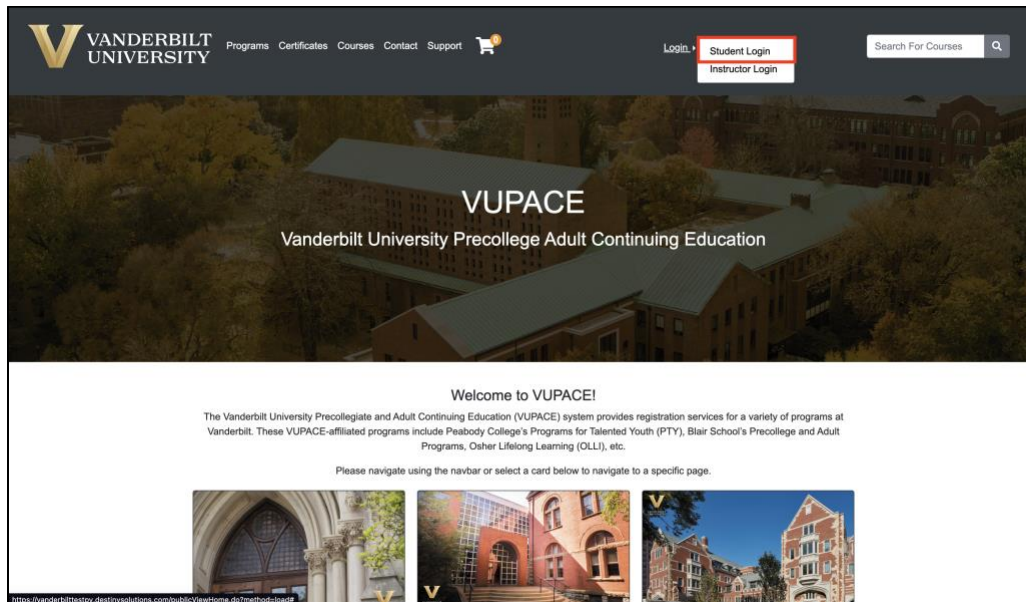 VANDERBILT
UNIVERSITY
Programs Certificates Courses Contact Support 0
Login
Student Login
Instructor Login
Search For Courses
VUPACE
Vanderbilt University Precollege Adult Continuing Education
Welcome to VUPACE!
The Vanderbilt University Precollegiate and Adult Continuing Education (VUPACE) system provides registration services for a variety of programs at
Vanderbilt. These VUPACE-affiliated programs include Peabody College's Programs for Talented Youth (PTY), Blair School's Precollege and Adult
Programs, Osher Lifelong Learning (OLLI), etc.
Please navigate using the navbar or select a card below to navigate to a specific page.
https://vanderbilttestpv.destinysolutions.com/publicViewHome.do?method=load#